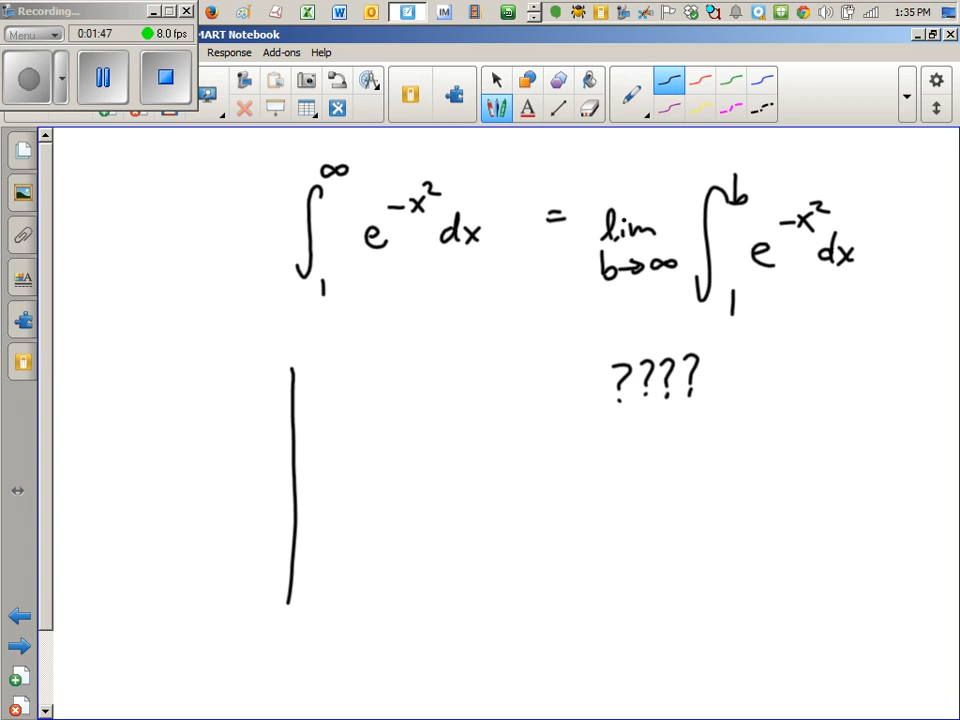 Recording...
Menu 0:01:47 8.0 fps
1:35 PM
MART Notebook
Response Add-ons Help
∫₁^∞ e^(-x²) dx = lim b→∞ ∫₁^b e^(-x²) dx
????